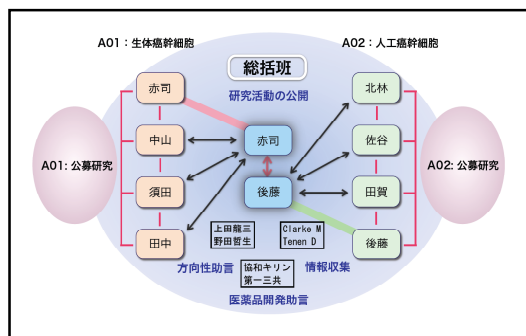 A01：生体癌幹細胞
A02：人工癌幹細胞
総括班
研究活動の公開
赤司
中山
須田
田中
赤司
後藤
北林
佐谷
田賀
後藤
A01: 公募研究
A02: 公募研究
上田龍三
野田哲生
Clarke M
Tenen D
方向性助言
協和キリン
第一三共
情報収集
医薬品開発助言